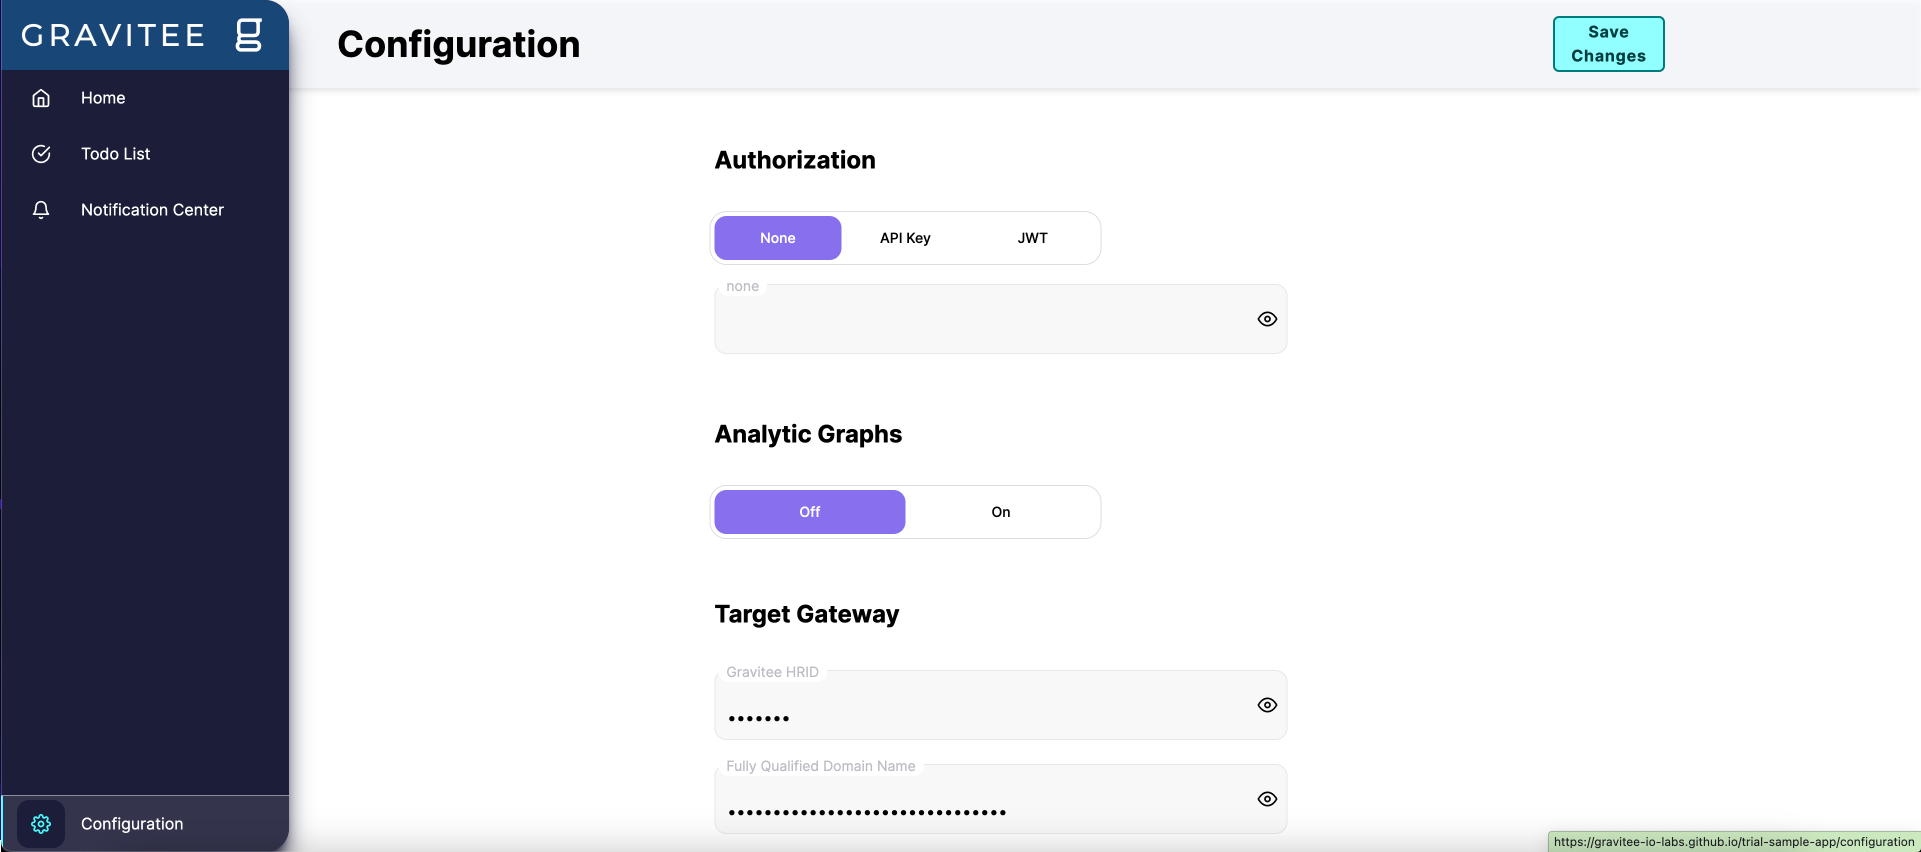 GRAVITEE g
Configuration
Save
Changes
Home
Todo List
Notification Center
Authorization
None API Key JWT
none
Analytic Graphs
Off On
Target Gateway
Gravitee HRID
•••••••
Fully Qualified Domain Name
•••••••••••••••••••••••••••••••
Configuration
https://gravitee-io-labs.github.io/trial-sample-app/configuration